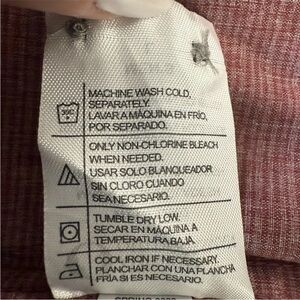 MACHINE WASH COLD,
SEPARATELY.
LAVAR A MÁQUINA EN FRÍO,
POR SEPARADO.
ONLY NON-CHLORINE BLEACH
WHEN NEEDED.
USAR SOLO BLANQUEADOR
SIN CLORO CUANDO
SEA NECESARIO.
TUMBLE DRY LOW.
SECAR EN MÁQUINA A
TEMPERATURA BAJA.
COOL IRON IF NECESSARY.
PLANCHAR CON UNA PLANCHA
FRÍA SI ES NECESARIO.